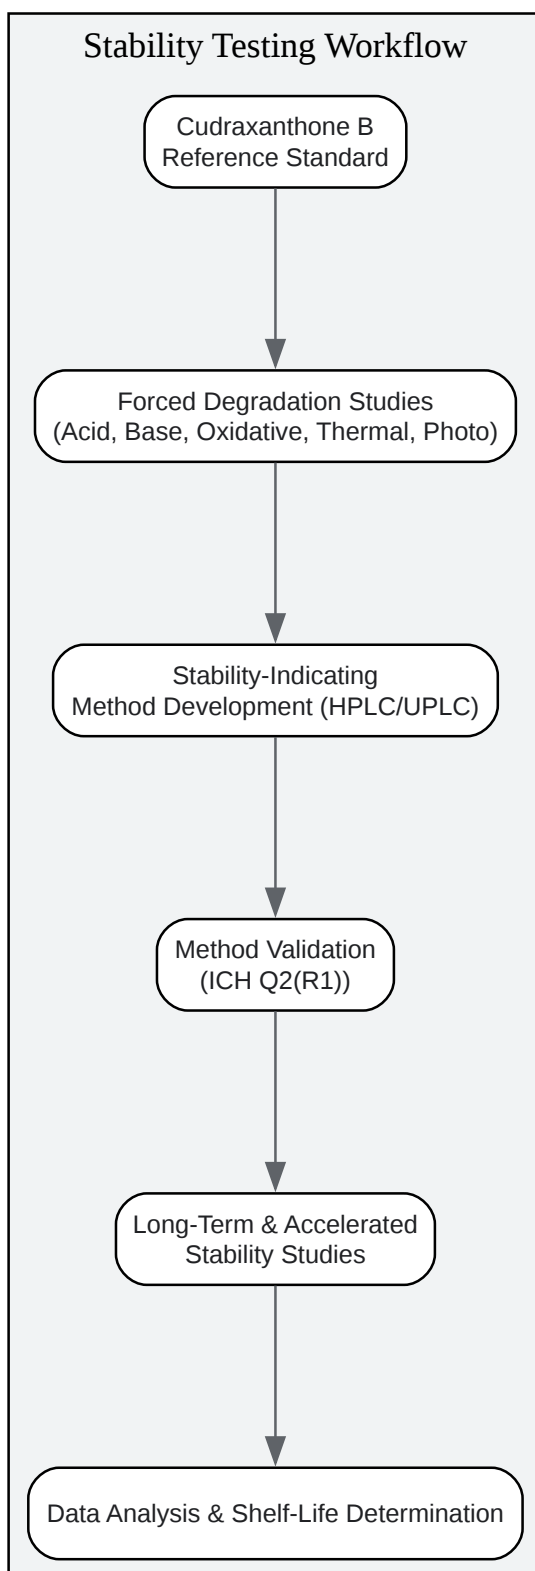 Stability Testing Workflow
Cudraxanthone B
Reference Standard
Forced Degradation Studies
(Acid, Base, Oxidative, Thermal, Photo)
Stability-Indicating
Method Development (HPLC/UPLC)
Method Validation
(ICH Q2(R1))
Long-Term & Accelerated
Stability Studies
Data Analysis & Shelf-Life Determination